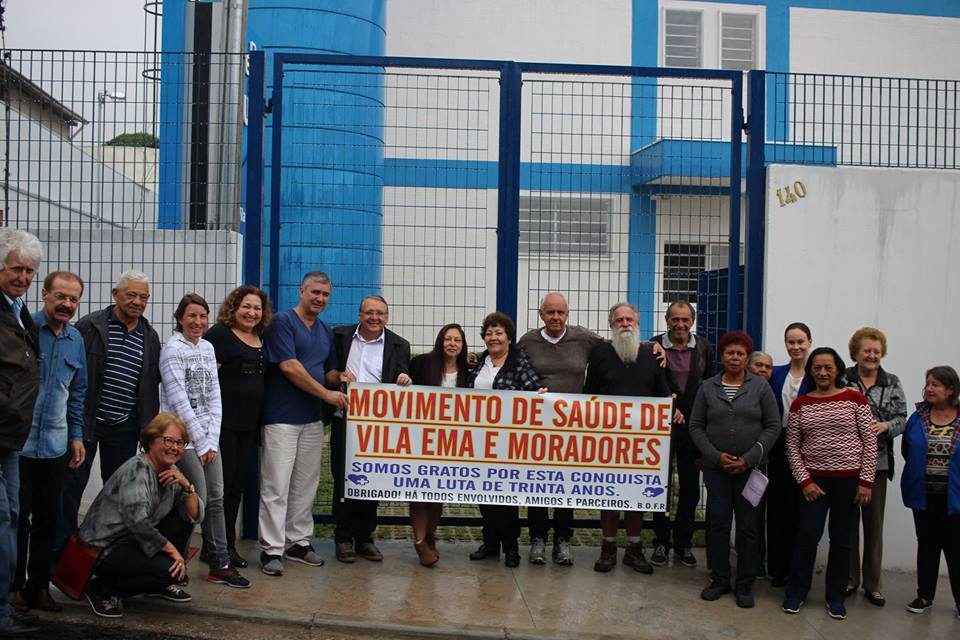 140
MOVIMENTO DE SAÚDE DE
VILA EMA E MORADORES
SOMOS GRATOS POR ESTA CONQUISTA
UMA LUTA DE TRINTA ANOS.
OBRIGADO! HÁ TODOS ENVOLVIDOS, AMIGOS E PARCEIROS. B.D.F.R